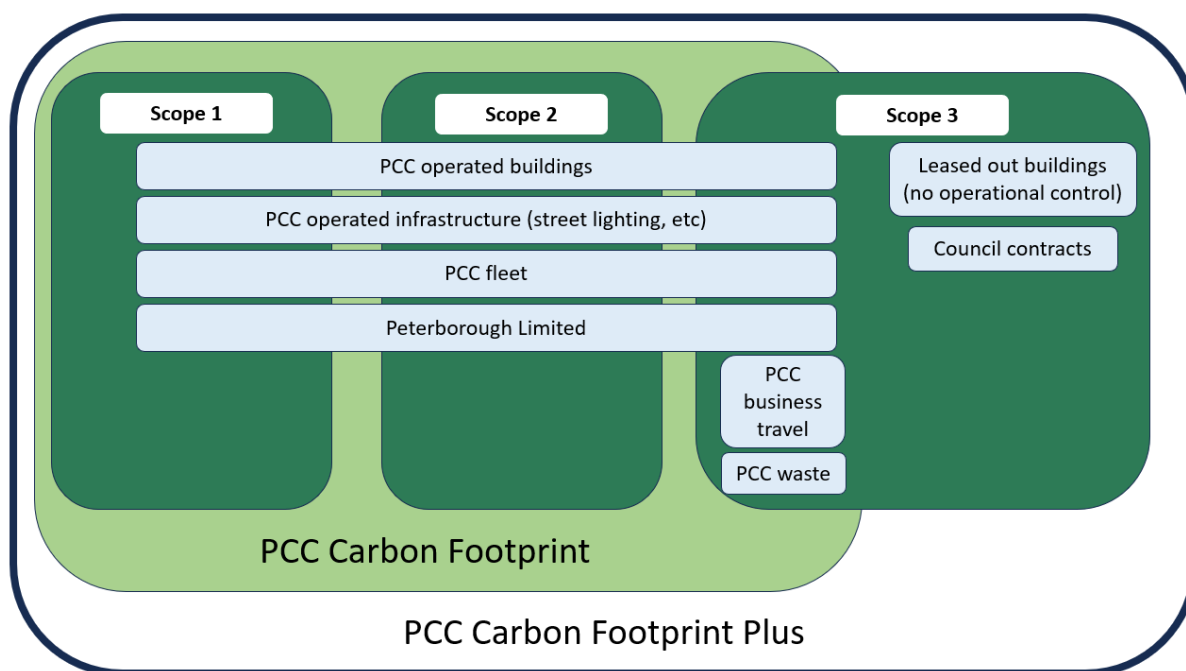 Scope 1
Scope 2
Scope 3
PCC operated buildings
Leased out buildings
(no operational control)
PCC operated infrastructure (street lighting, etc)
Council contracts
PCC fleet
Peterborough Limited
PCC
business
travel
PCC waste
PCC Carbon Footprint
PCC Carbon Footprint Plus